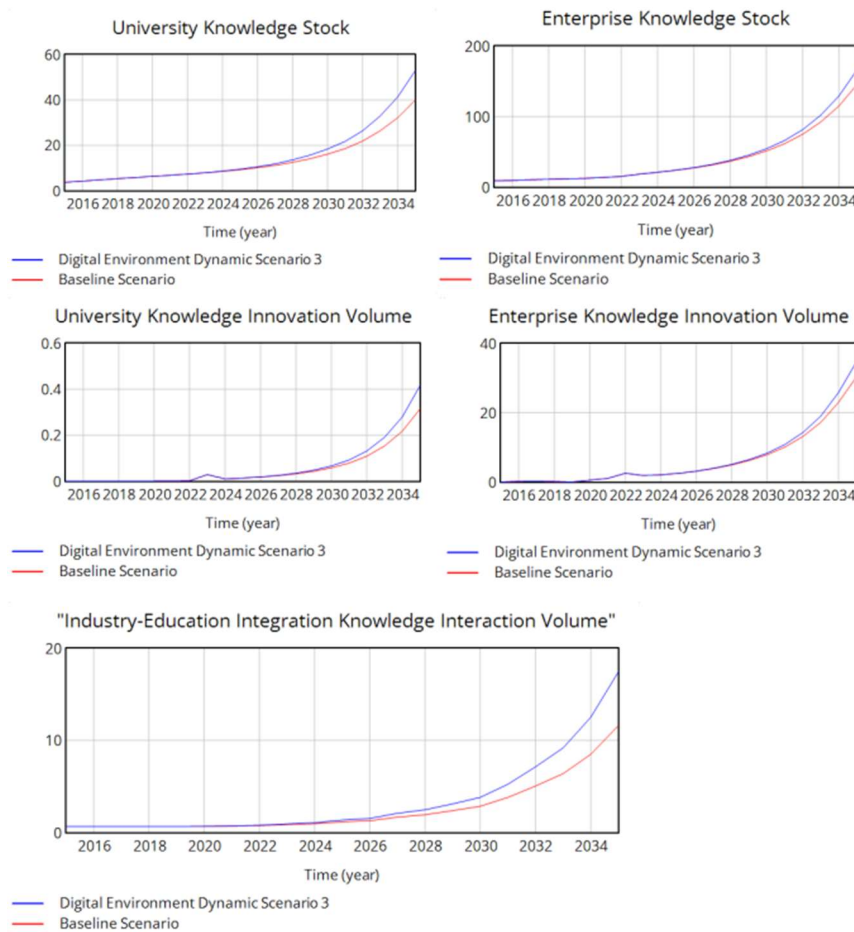 University Knowledge Stock
60
40
20
0
2016 2018 2020 2022 2024 2026 2028 2030 2032 2034
Time (year)
Digital Environment Dynamic Scenario 3
Baseline Scenario
Enterprise Knowledge Stock
200
100
0
2016 2018 2020 2022 2024 2026 2028 2030 2032 2034
Time (year)
Digital Environment Dynamic Scenario 3
Baseline Scenario
University Knowledge Innovation Volume
0.6
0.4
0.2
0
2016 2018 2020 2022 2024 2026 2028 2030 2032 2034
Time (year)
Digital Environment Dynamic Scenario 3
Baseline Scenario
Enterprise Knowledge Innovation Volume
40
20
0
2016 2018 2020 2022 2024 2026 2028 2030 2032 2034
Time (year)
Digital Environment Dynamic Scenario 3
Baseline Scenario
"Industry-Education Integration Knowledge Interaction Volume"
20
10
0
2016 2018 2020 2022 2024 2026 2028 2030 2032 2034
Time (year)
Digital Environment Dynamic Scenario 3
Baseline Scenario